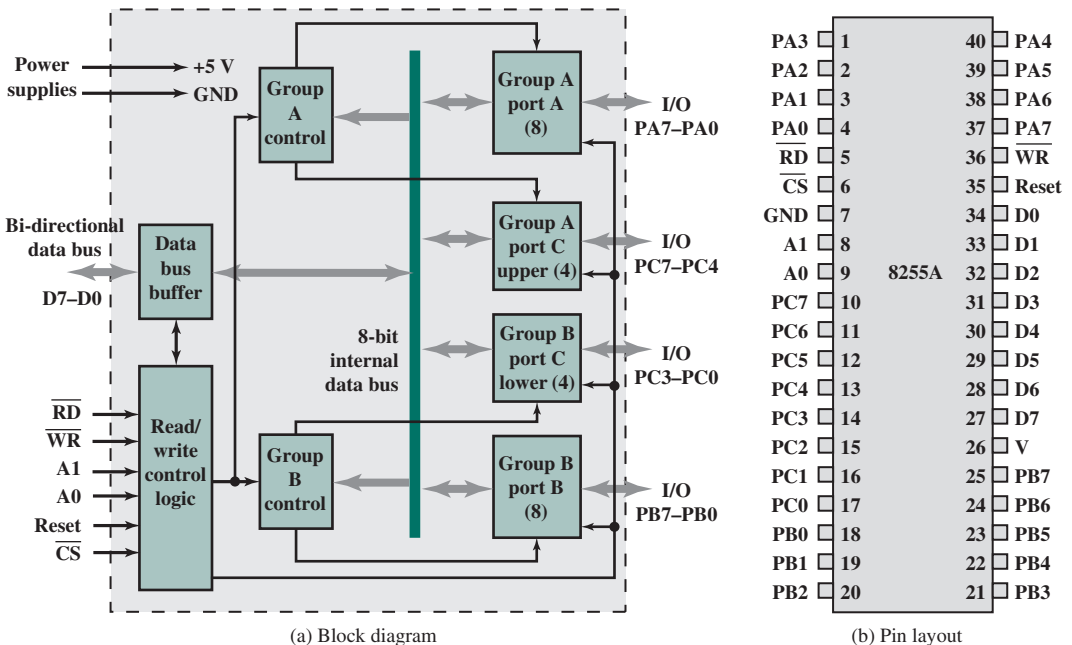 Power
supplies
+5 V
GND
Group
A
control
Group A
port A
(8)
I/O
PA7–PA0
Group A
port C
upper (4)
I/O
PC7–PC4
Bi-directional
data bus
D7–D0
Data
bus
buffer
8-bit
internal
data bus
Group B
port C
lower (4)
I/O
PC3–PC0
R̅D̅
W̅R̅
A1
A0
Reset
C̅S̅
Read/
write
control
logic
Group
B
control
Group B
port B
(8)
I/O
PB7–PB0
(a) Block diagram
PA3 1 40 PA4
PA2 2 39 PA5
PA1 3 38 PA6
PA0 4 37 PA7
R̅D̅ 5 36 W̅R̅
C̅S̅ 6 35 Reset
GND 7 34 D0
A1 8 33 D1
A0 9 8255A 32 D2
PC7 10 31 D3
PC6 11 30 D4
PC5 12 29 D5
PC4 13 28 D6
PC3 14 27 D7
PC2 15 26 V
PC1 16 25 PB7
PC0 17 24 PB6
PB0 18 23 PB5
PB1 19 22 PB4
PB2 20 21 PB3
(b) Pin layout